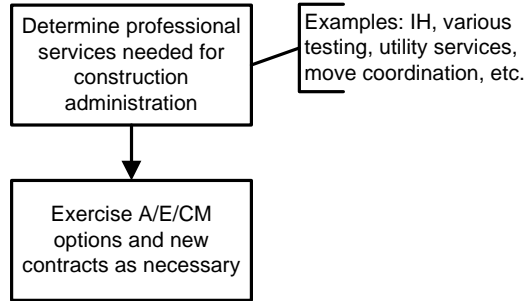 Determine professional
services needed for
construction
administration
Examples: IH, various
testing, utility services,
move coordination, etc.
Exercise A/E/CM
options and new
contracts as necessary